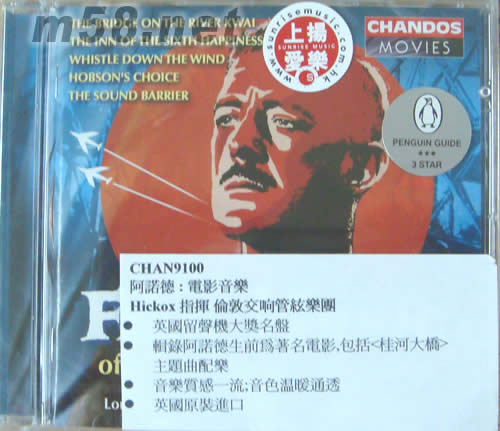 m58.net
THE BRIDGE ON THE RIVER KWAI
THE INN OF THE SIXTH HAPPINESS
WHISTLE DOWN THE WIND
HOBSON'S CHOICE
THE SOUND BARRIER
www.sunrisemusic.com.hk
上揚
SUNRISE MUSIC
愛樂
CHANDOS
MOVIES
PENGUIN GUIDE
★★★
3 STAR
of
CHAN9100
阿諾德：電影音樂
Hickox 指揮 倫敦交响管絃樂團
● 英國留聲機大獎名盤
● 輯錄阿諾德生前爲著名電影,包括<桂河大橋>
主題曲配樂
● 音樂質感一流;音色温暖通透
● 英國原裝進口